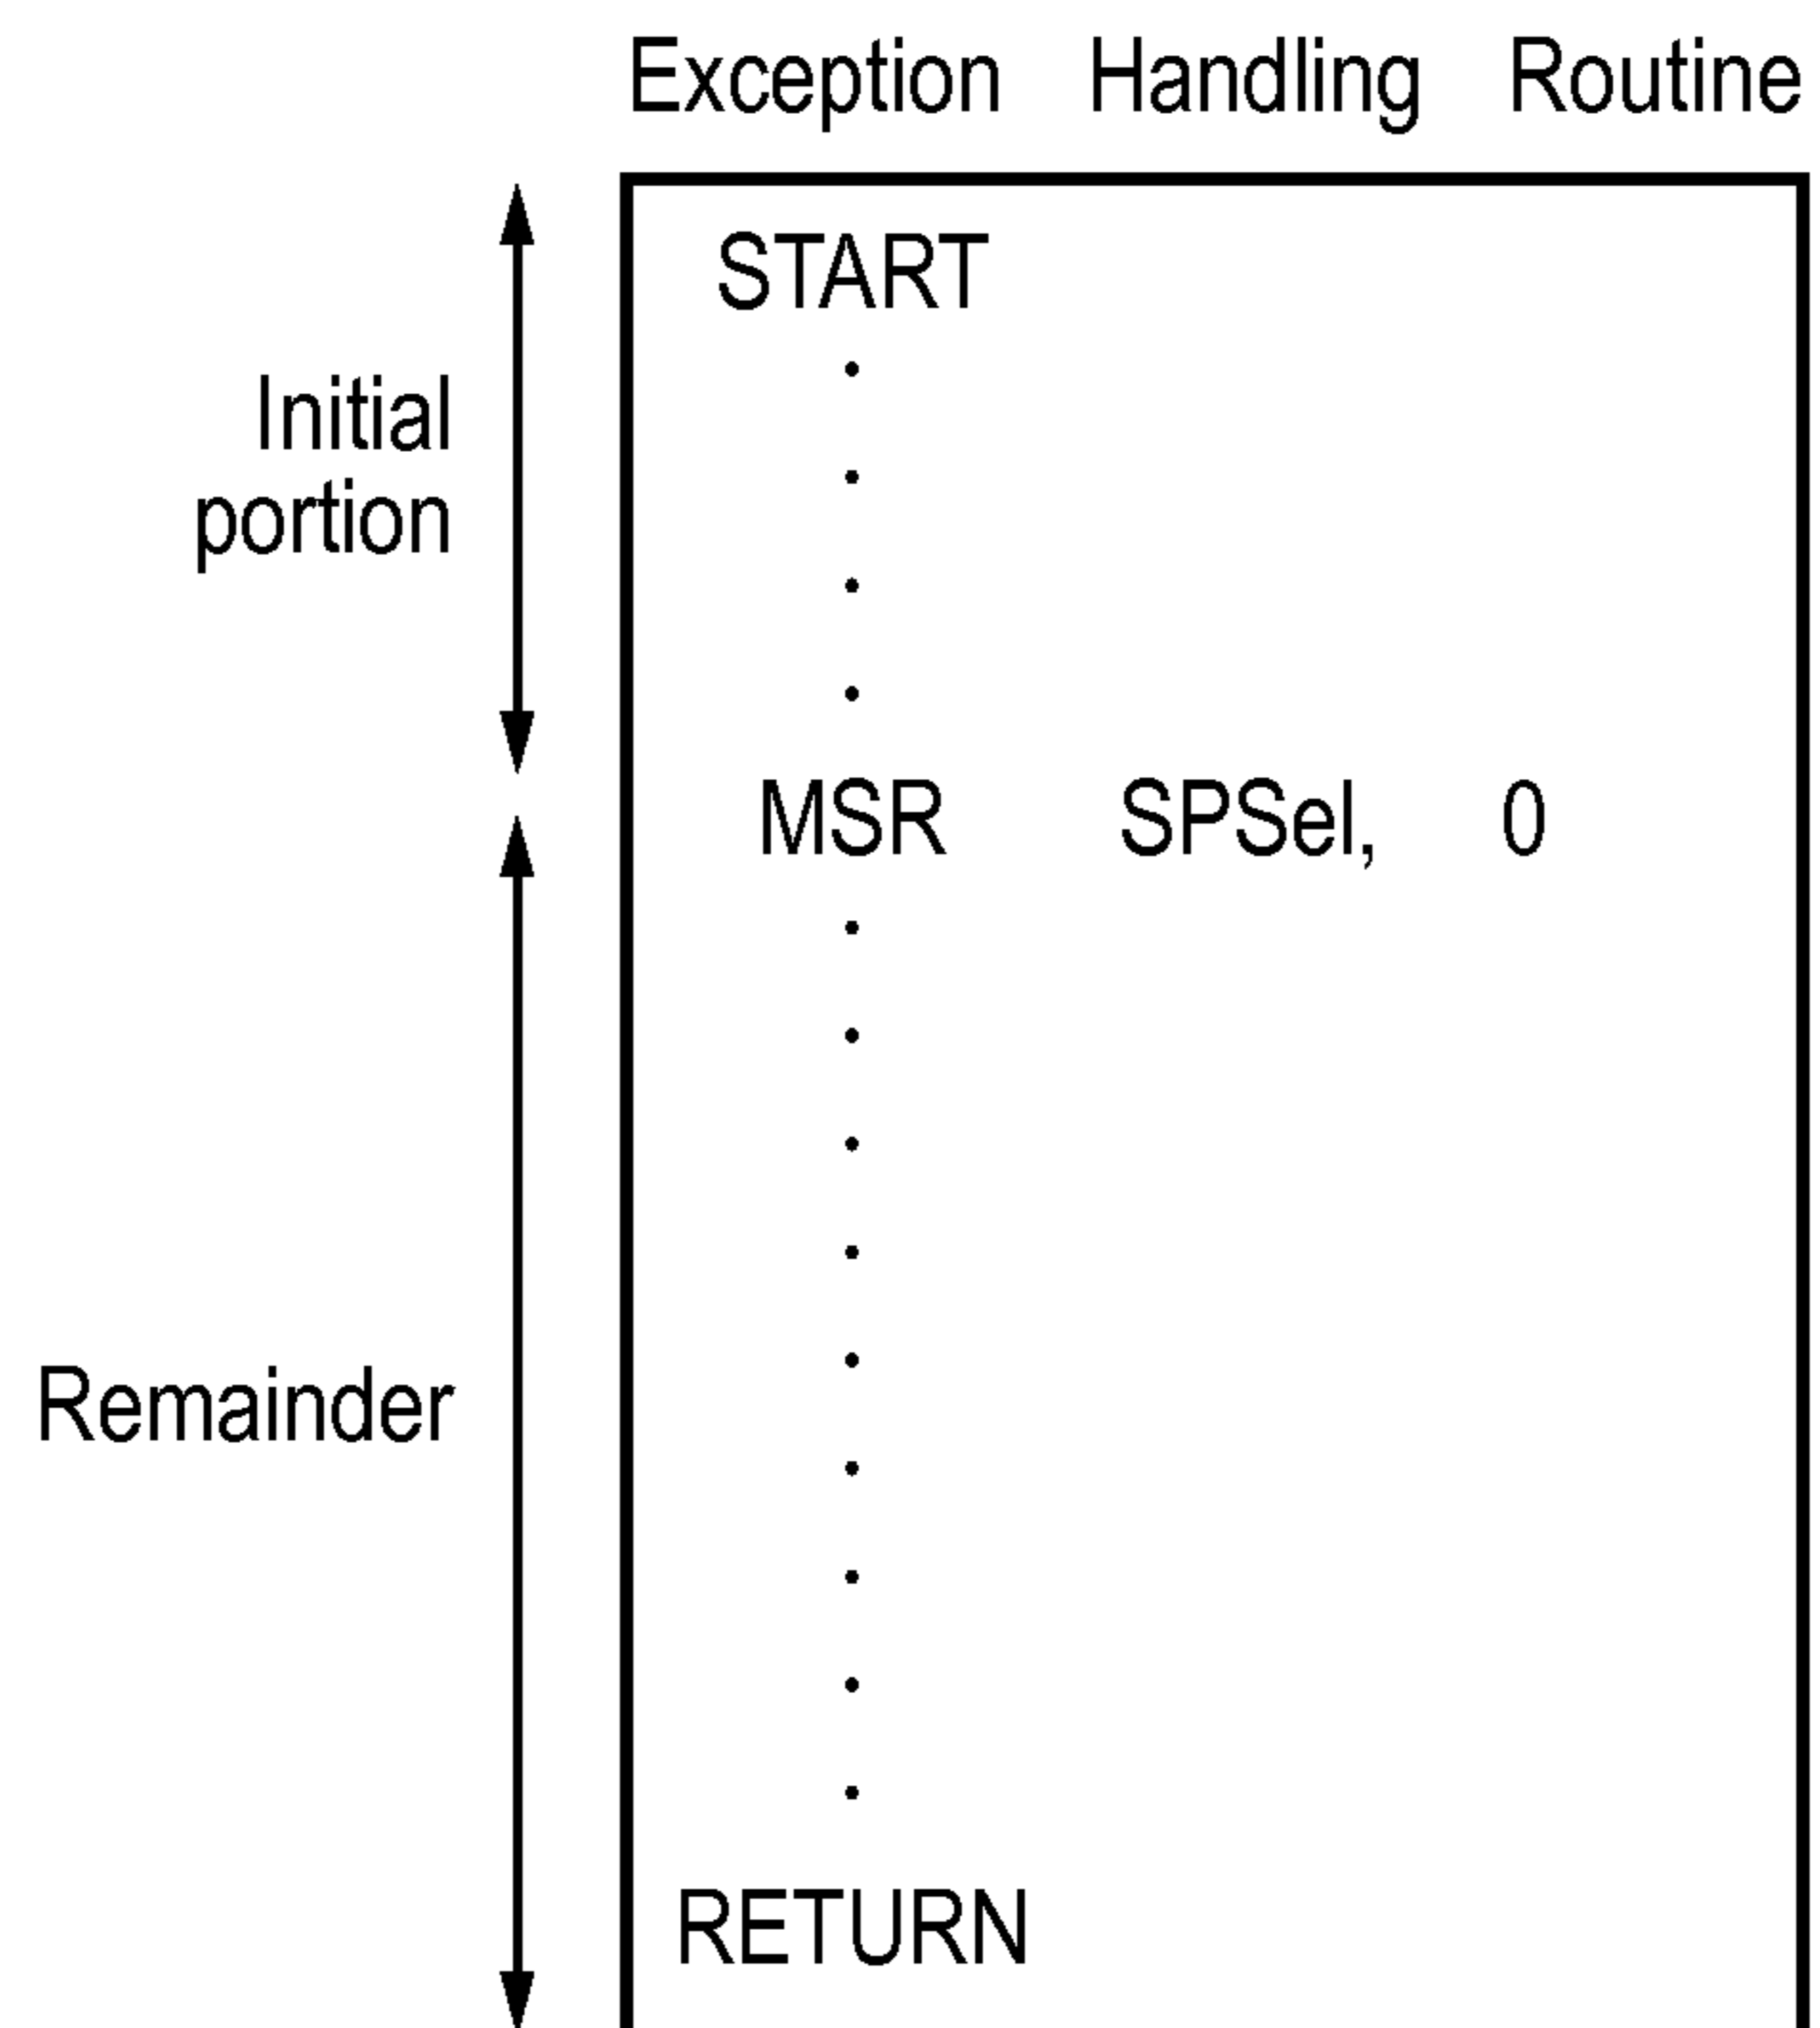 Exception Handling Routine
START
Initial
portion
MSR SPSel, 0
Remainder
RETURN